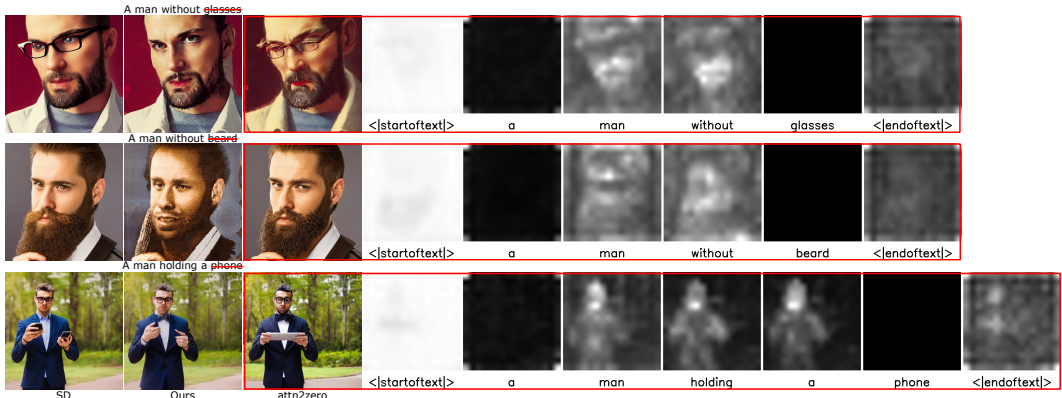 A man without glasses
<|startoftext|> a man without glasses <|endoftext|>
A man without beard
<|startoftext|> a man without beard <|endoftext|>
A man holding a phone
<|startoftext|> a man holding a phone <|endoftext|>
SD Ours attn2zero